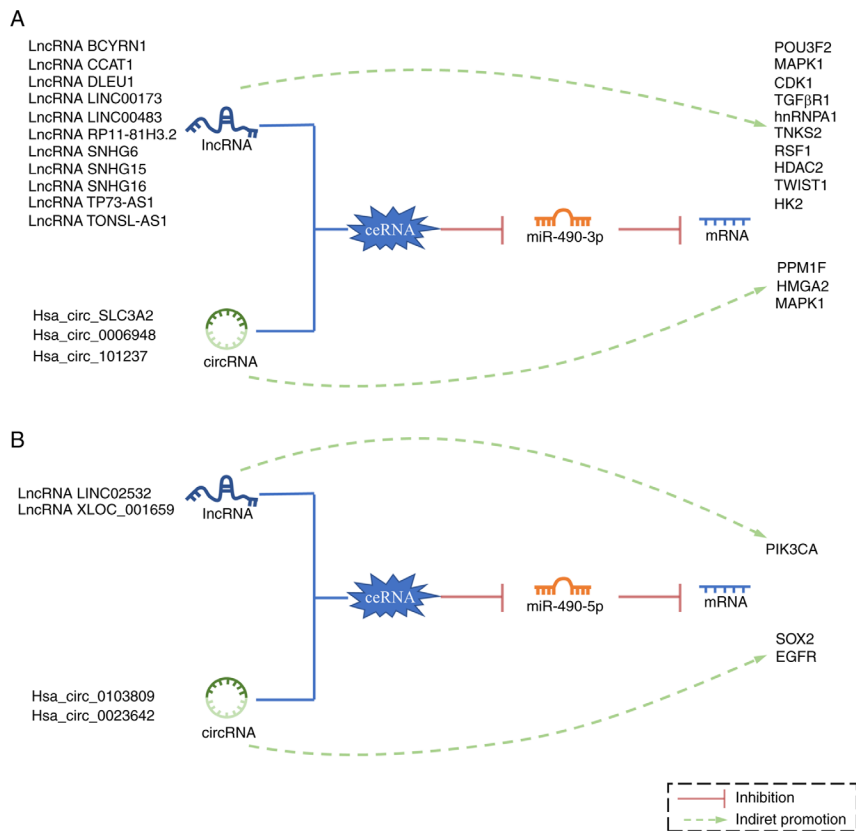 A
LncRNA BCYRN1
LncRNA CCAT1
LncRNA DLEU1
LncRNA LINC00173
LncRNA LINC00483
LncRNA RP11-81H3.2
LncRNA SNHG6
LncRNA SNHG15
LncRNA SNHG16
LncRNA TP73-AS1
LncRNA TONSL-AS1
lncRNA
POU3F2
MAPK1
CDK1
TGFβR1
hnRNPA1
TNKS2
RSF1
HDAC2
TWIST1
HK2
ceRNA
miR-490-3p
mRNA
Hsa_circ_SLC3A2
Hsa_circ_0006948
Hsa_circ_101237
circRNA
PPM1F
HMGA2
MAPK1
B
LncRNA LINC02532
LncRNA XLOC_001659
lncRNA
PIK3CA
ceRNA
miR-490-5p
mRNA
Hsa_circ_0103809
Hsa_circ_0023642
circRNA
SOX2
EGFR
Inhibition
Indiret promotion